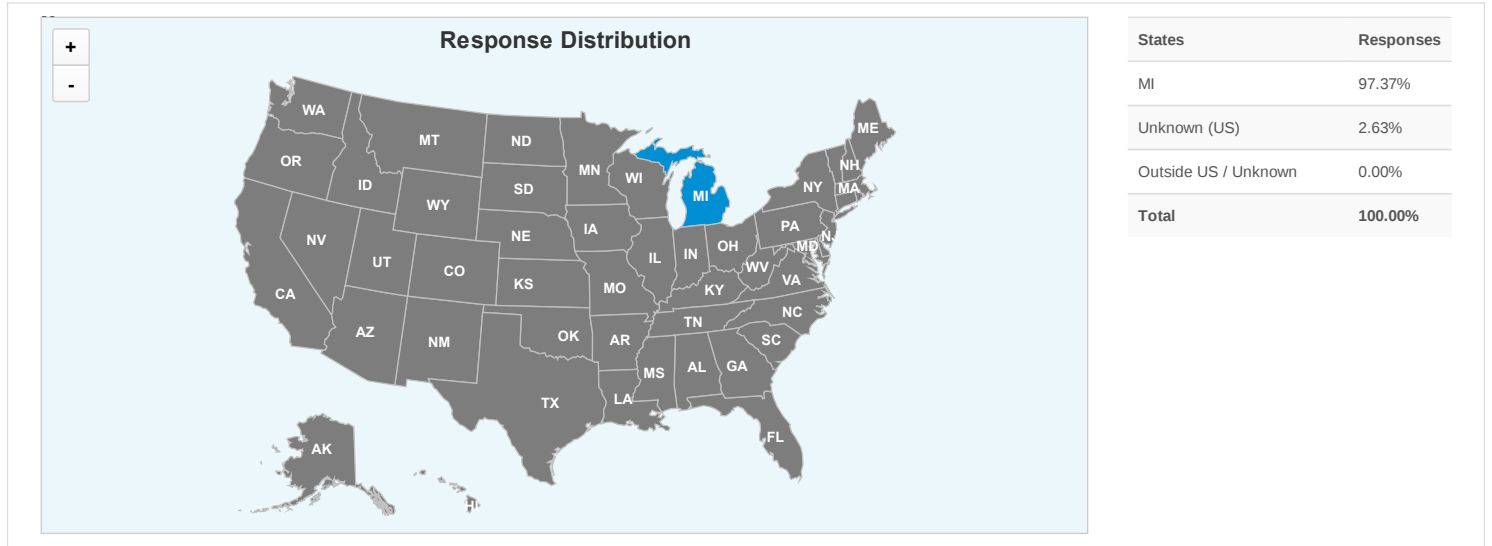 Response Distribution
+
-
WA
MT
ND
MN
ME
OR
ID
SD
WI
NH
WY
MI
NY
MA
NE
IA
PA
NV
UT
CO
IL
IN
OH
NJ
MD
CA
KS
MO
WV
VA
KY
AZ
NM
OK
AR
TN
NC
SC
MS
AL
GA
TX
LA
FL
AK
HI
States Responses
MI 97.37%
Unknown (US) 2.63%
Outside US / Unknown 0.00%
Total 100.00%